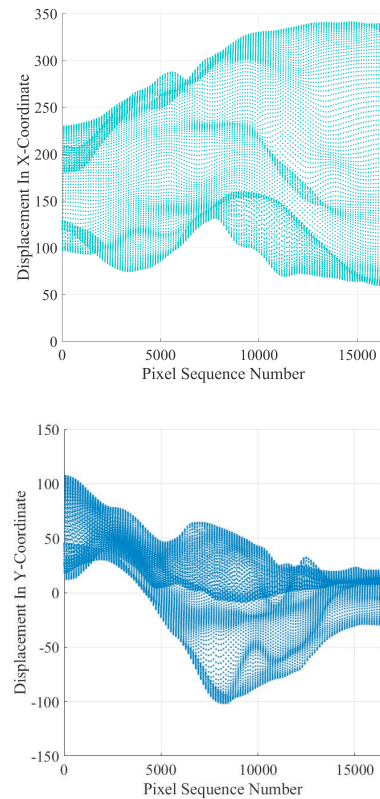 350
300
250
200
150
100
50
0
Displacement In X-Coordinate
0 5000 10000 15000
Pixel Sequence Number
150
100
50
0
-50
-100
-150
Displacement In Y-Coordinate
0 5000 10000 15000
Pixel Sequence Number